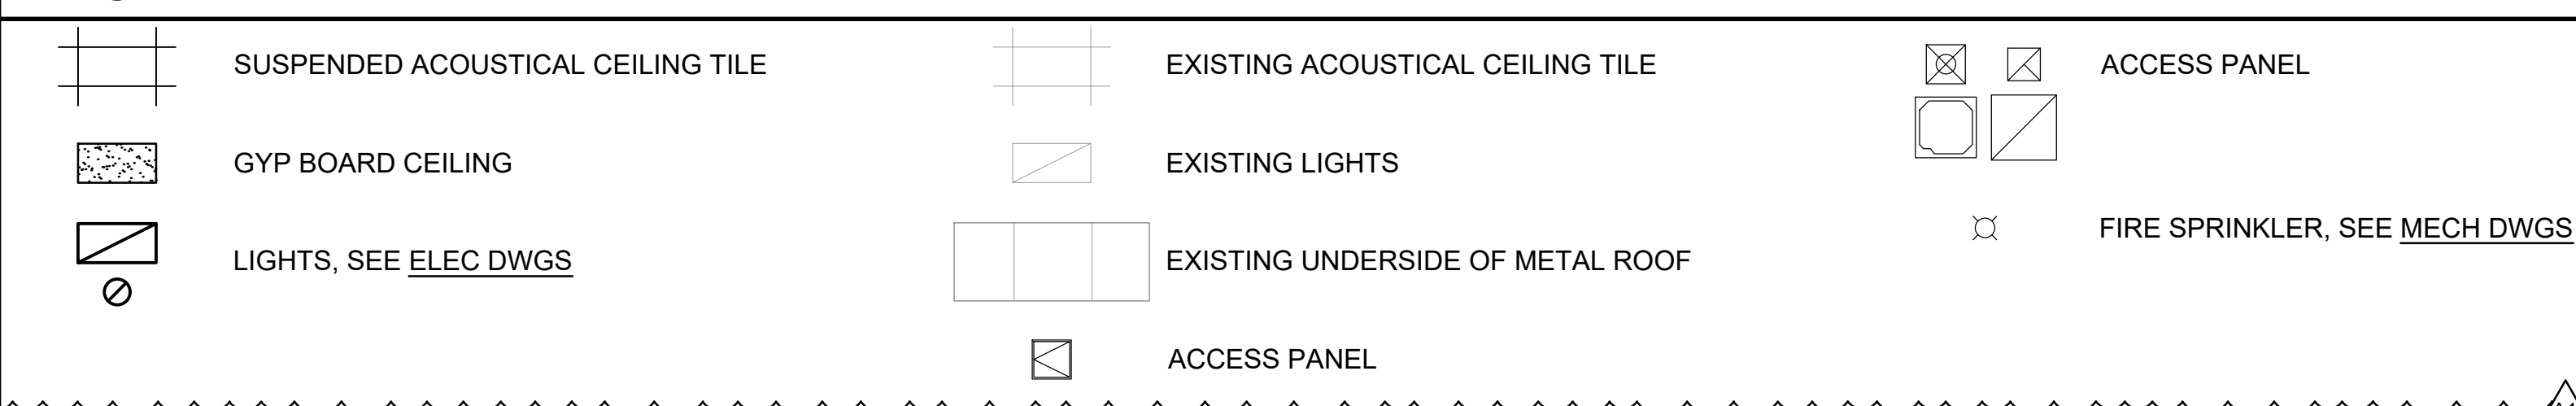 SUSPENDED ACOUSTICAL CEILING TILE
GYP BOARD CEILING
LIGHTS, SEE ELEC DWGS
EXISTING ACOUSTICAL CEILING TILE
EXISTING LIGHTS
EXISTING UNDERSIDE OF METAL ROOF
ACCESS PANEL
ACCESS PANEL
FIRE SPRINKLER, SEE MECH DWGS